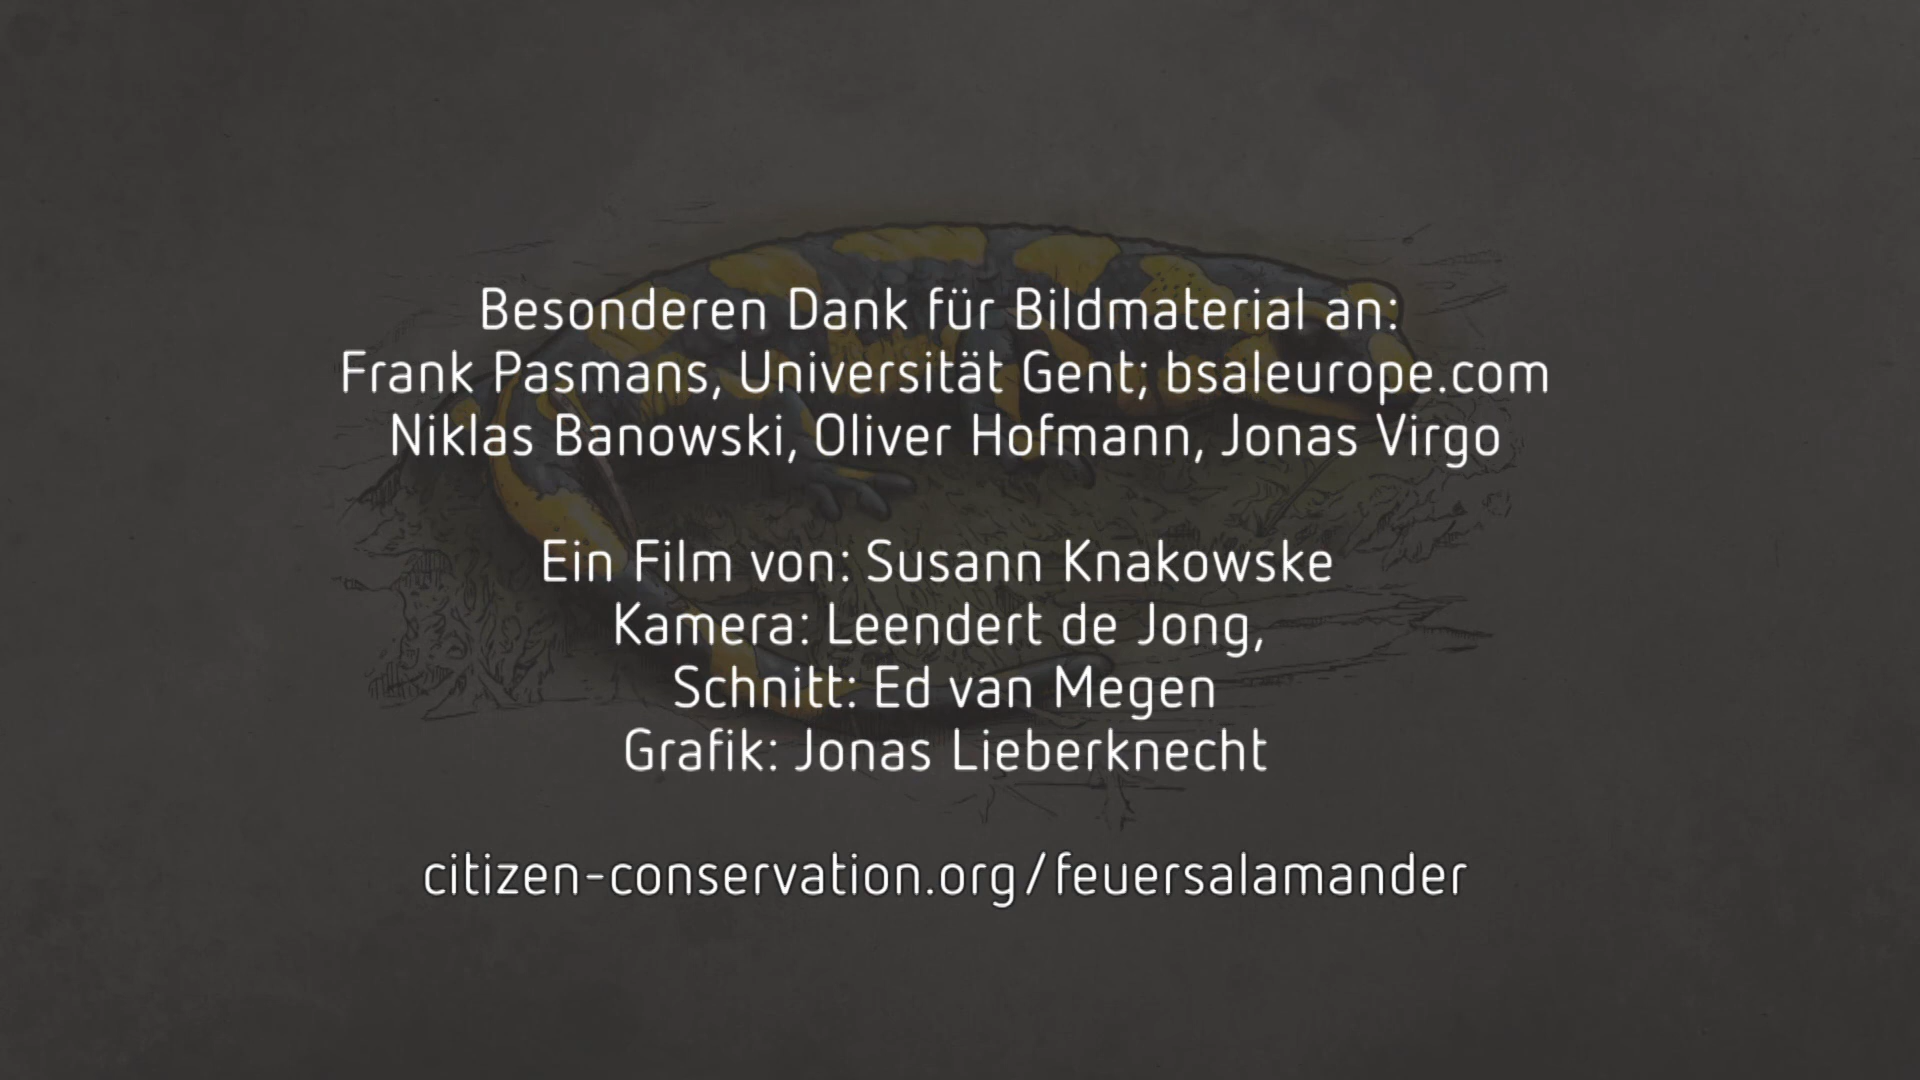 Besonderen Dank für Bildmaterial an:
Frank Pasmans, Universität Gent; bsaleurope.com
Niklas Banowski, Oliver Hofmann, Jonas Virgo
Ein Film von: Susann Knakowske
Kamera: Leendert de Jong,
Schnitt: Ed van Megen
Grafik: Jonas Lieberknecht
citizen-conservation.org/feuersalamander